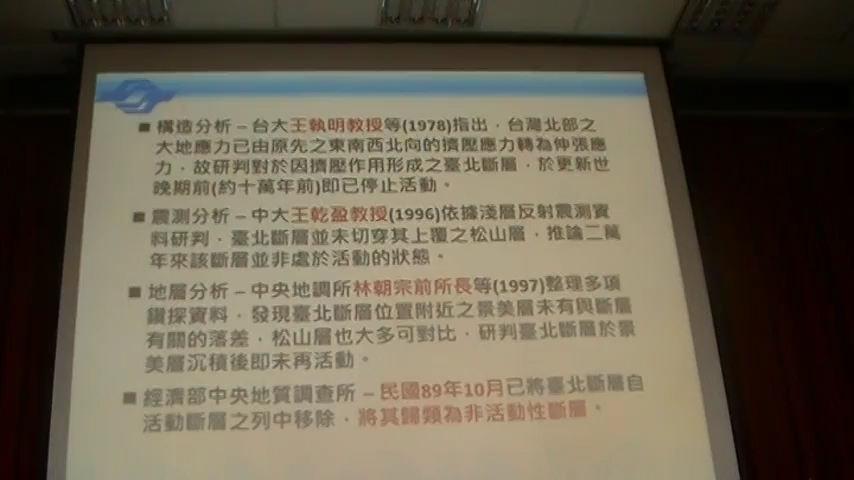 ■ 構造分析 – 台大王執明教授等(1978)指出，台灣北部之
大地應力已由原先之東南西北向的擠壓應力轉為伸張應
力，故研判對於因擠壓作用形成之臺北斷層，於更新世
晚期前(約十萬年前)即已停止活動。
■ 震測分析 – 中大王乾盈教授(1996)依據淺層反射震測資
料研判，臺北斷層並未切穿其上覆之松山層，推論二萬
年來該斷層並非處於活動的狀態。
■ 地層分析 – 中央地調所林朝宗前所長等(1997)整理多項
鑽探資料，發現臺北斷層位置附近之景美層未有與斷層
有關的落差，松山層也大多可對比，研判臺北斷層於景
美層沉積後即未再活動。
■ 經濟部中央地質調查所 – 民國89年10月已將臺北斷層自
活動斷層之列中移除，將其歸類為非活動性斷層。